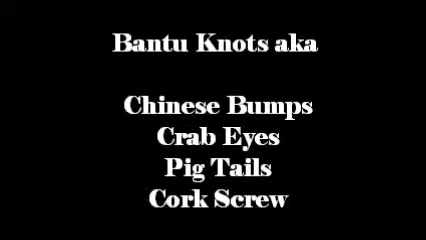 Bantu Knots aka
Chinese Bumps
Crab Eyes
Pig Tails
Cork Screw